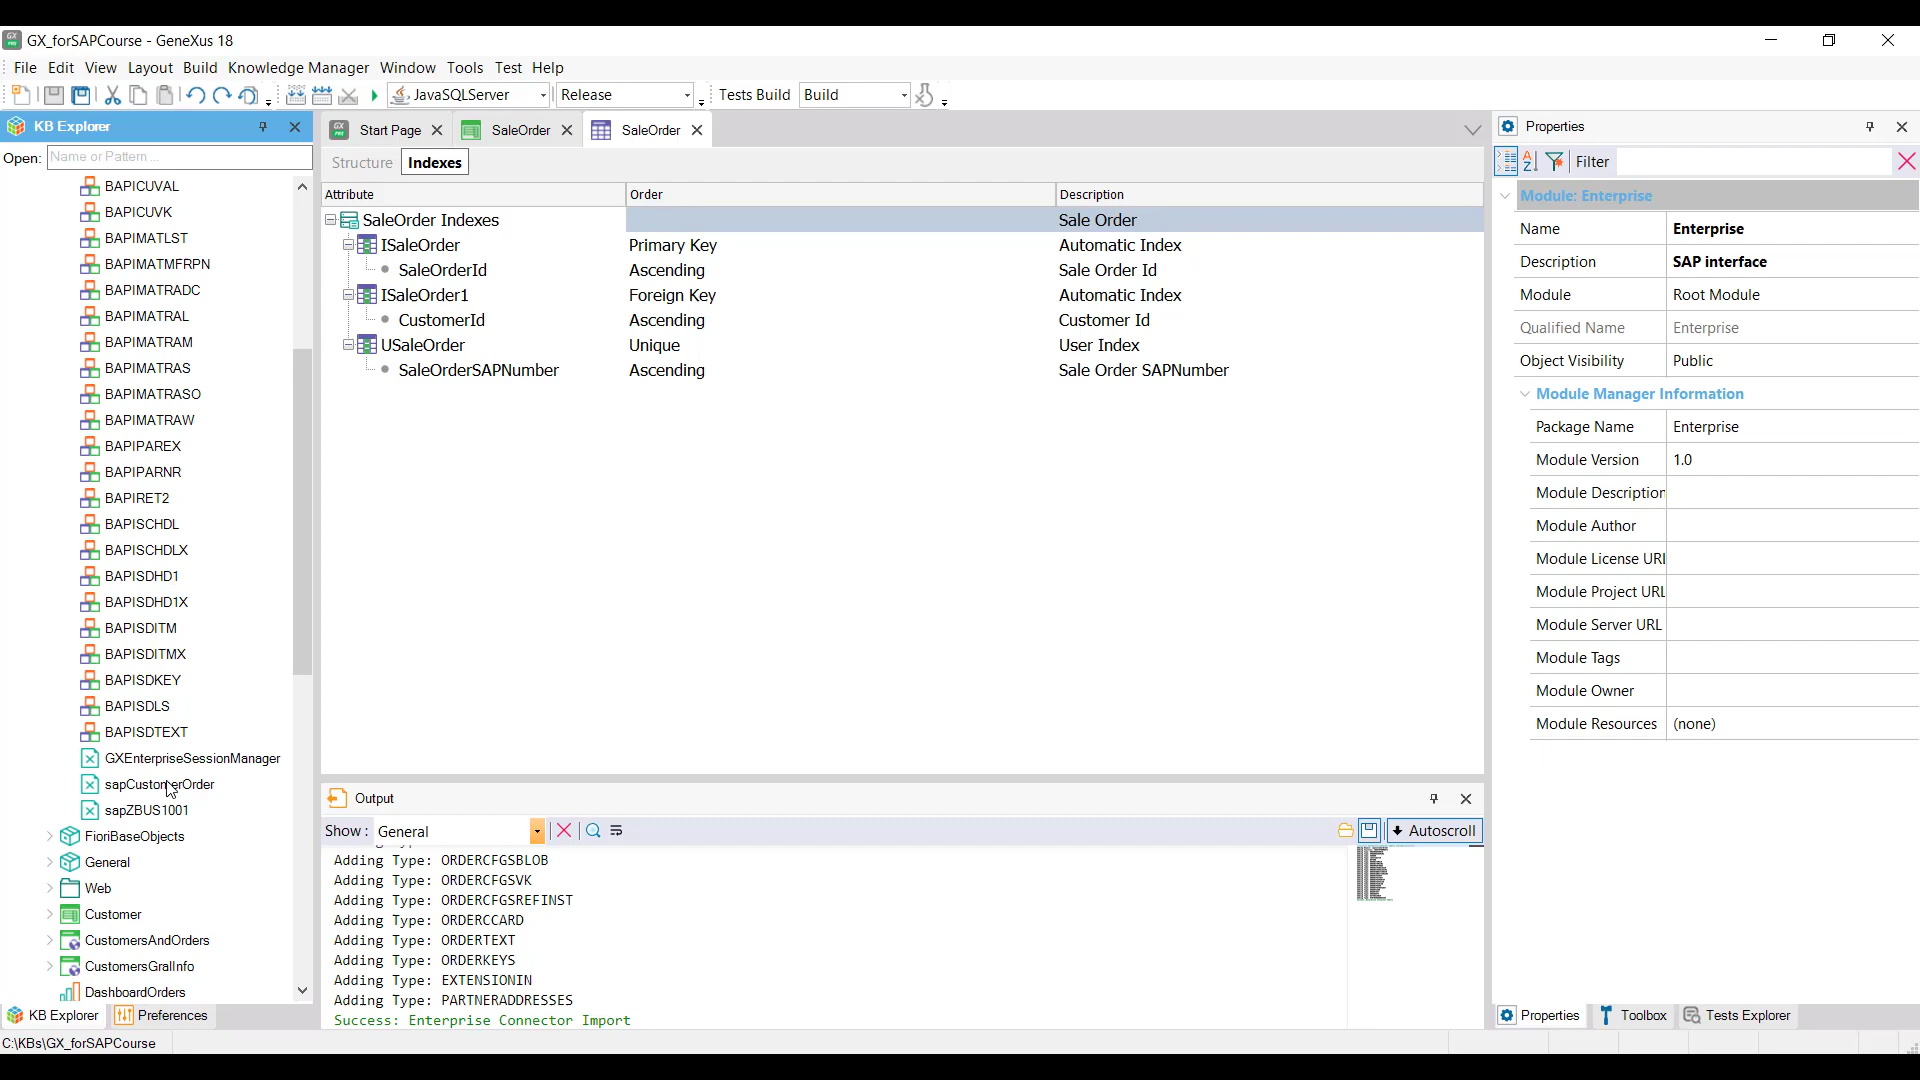 GX_forSAPCourse - GeneXus 18
File Edit View Layout Build Knowledge Manager Window Tools Test Help
JavaSQLServer Release Tests Build Build
KB Explorer
Open: Name or Pattern ...
BAPICUVAL
BAPICUVK
BAPIMATLST
BAPIMATMFRPN
BAPIMATRADC
BAPIMATRAL
BAPIMATRAM
BAPIMATRAS
BAPIMATRASO
BAPIMATRAW
BAPIPAREX
BAPIPARNR
BAPIRET2
BAPISCHDL
BAPISCHDLX
BAPISDHD1
BAPISDHD1X
BAPISDITM
BAPISDITMX
BAPISDKEY
BAPISDLS
BAPISDTEXT
GXEnterpriseSessionManager
sapCustomerOrder
sapZBUS1001
FioriBaseObjects
General
Web
Customer
CustomersAndOrders
CustomersGralInfo
DashboardOrders
KB Explorer Preferences
C:\KBs\GX_forSAPCourse
Start Page SaleOrder SaleOrder
Structure Indexes
Attribute Order Description
SaleOrder Indexes Sale Order
ISaleOrder Primary Key Automatic Index
SaleOrderId Ascending Sale Order Id
ISaleOrder1 Foreign Key Automatic Index
CustomerId Ascending Customer Id
USaleOrder Unique User Index
SaleOrderSAPNumber Ascending Sale Order SAPNumber
Output
Show: General Autoscroll
Adding Type: ORDERCFGSBLOB
Adding Type: ORDERCFGSVK
Adding Type: ORDERCFGSREFINST
Adding Type: ORDERCCARD
Adding Type: ORDERTEXT
Adding Type: ORDERKEYS
Adding Type: EXTENSIONIN
Adding Type: PARTNERADDRESSES
Success: Enterprise Connector Import
Properties
Filter
Module: Enterprise
Name Enterprise
Description SAP interface
Module Root Module
Qualified Name Enterprise
Object Visibility Public
Module Manager Information
Package Name Enterprise
Module Version 1.0
Module Description
Module Author
Module License URI
Module Project URL
Module Server URL
Module Tags
Module Owner
Module Resources (none)
Properties Toolbox Tests Explorer